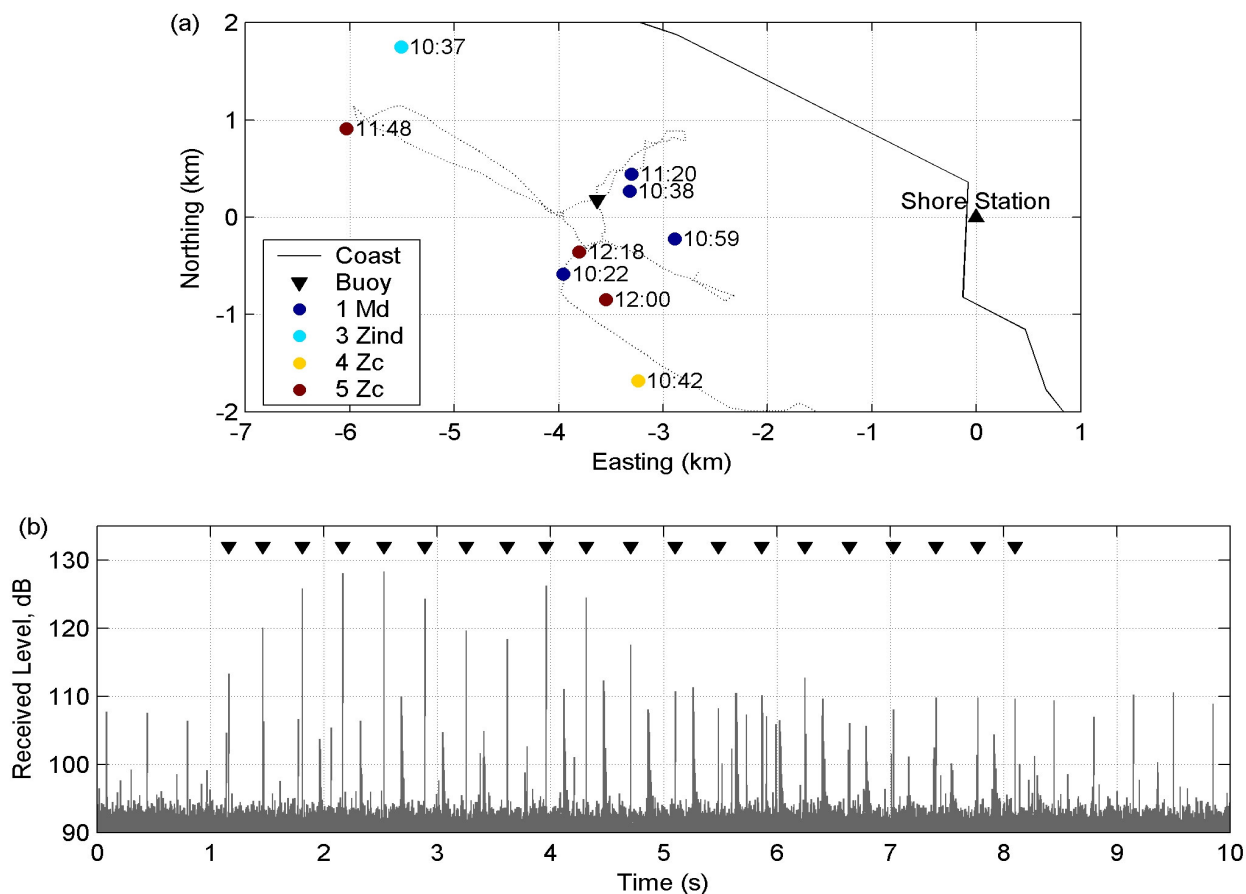 (a)
2
1
0
-1
-2
Northing (km)
10:37
11:48
11:20
10:38
Shore Station
10:59
12:18
10:22
12:00
10:42
Coast
Buoy
1 Md
3 Zind
4 Zc
5 Zc
-7 -6 -5 -4 -3 -2 -1 0 1
Easting (km)
(b)
130
120
110
100
90
Received Level, dB
0 1 2 3 4 5 6 7 8 9 10
Time (s)